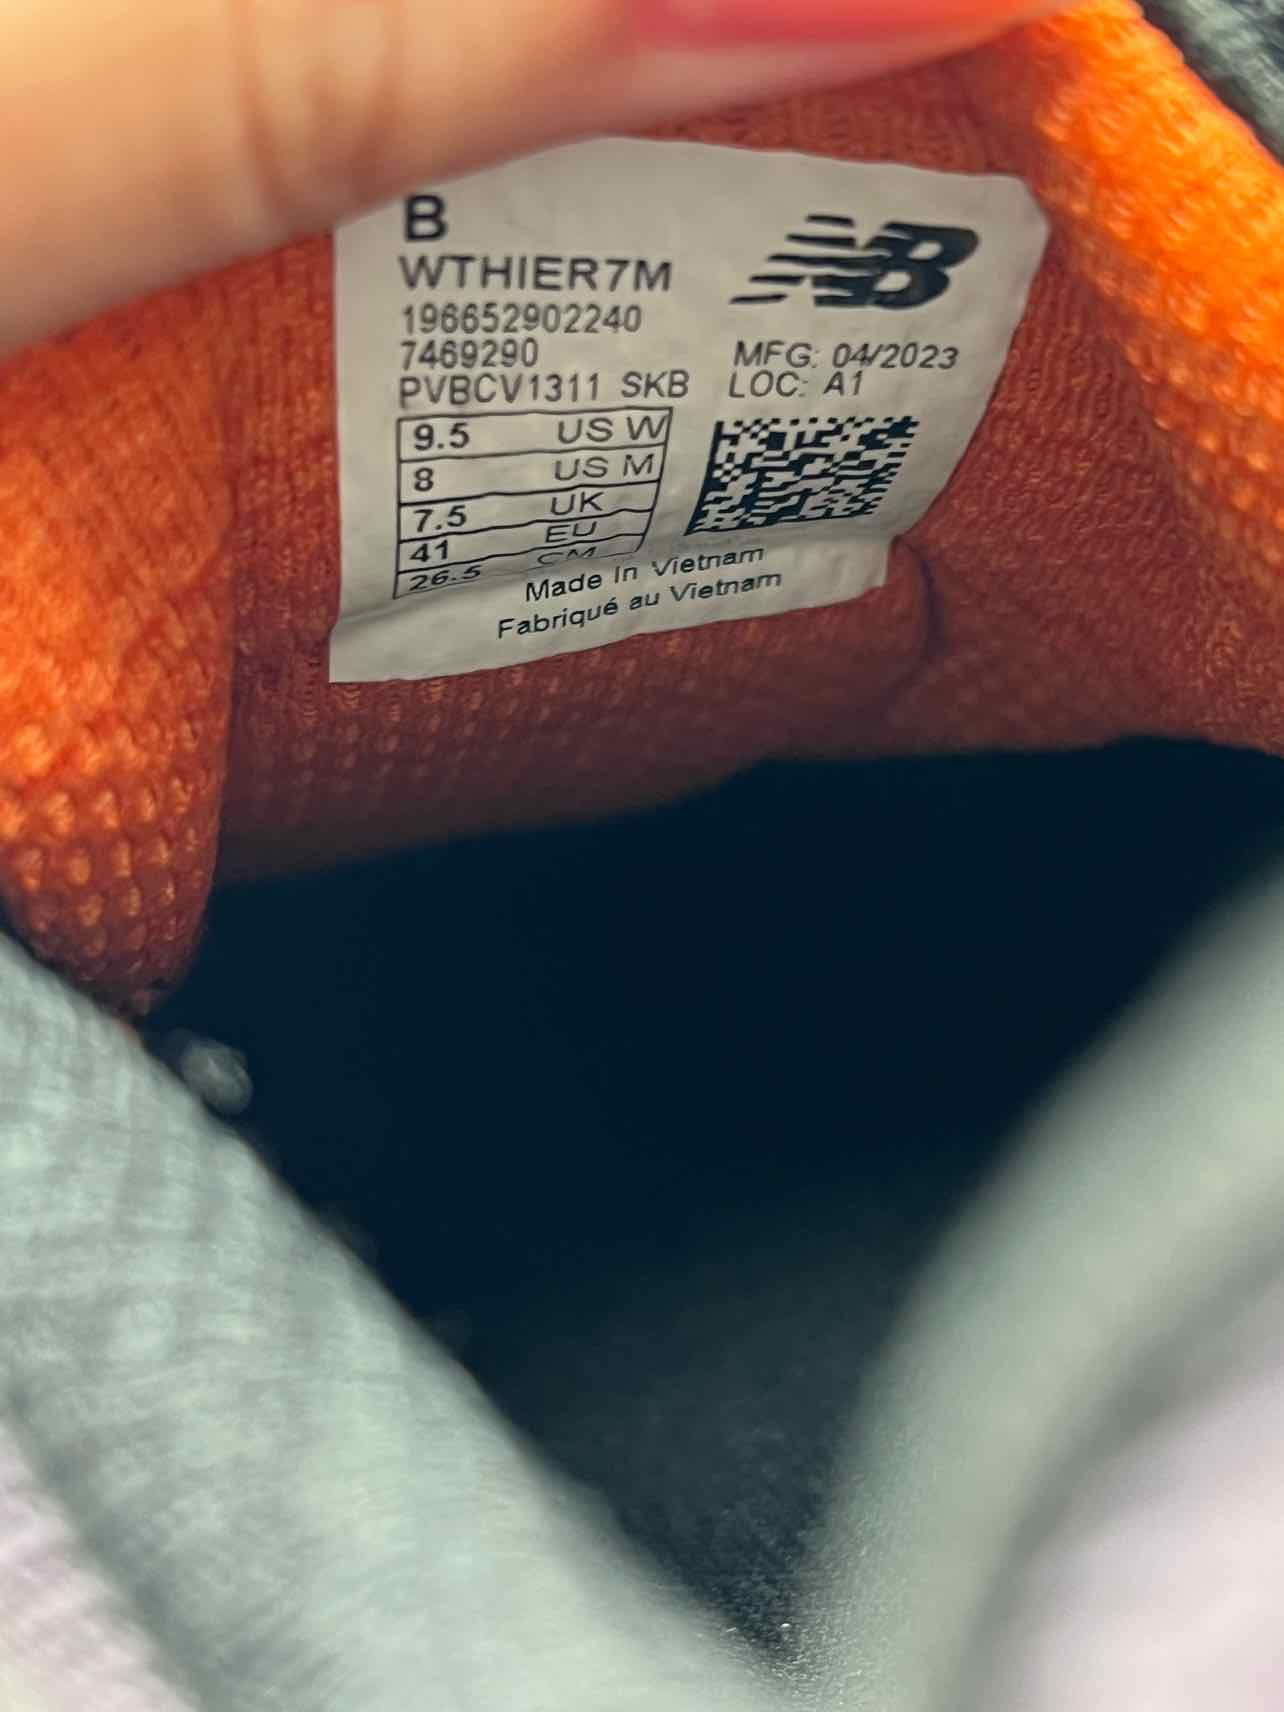 B
WTHIER7M
196652902240
7469290
PVBCV1311 SKB
NB
MFG: 04/2023
LOC: A1
9.5 US W
8 US M
7.5 UK
41 EU
26.5 CM
Made In Vietnam
Fabriqué au Vietnam